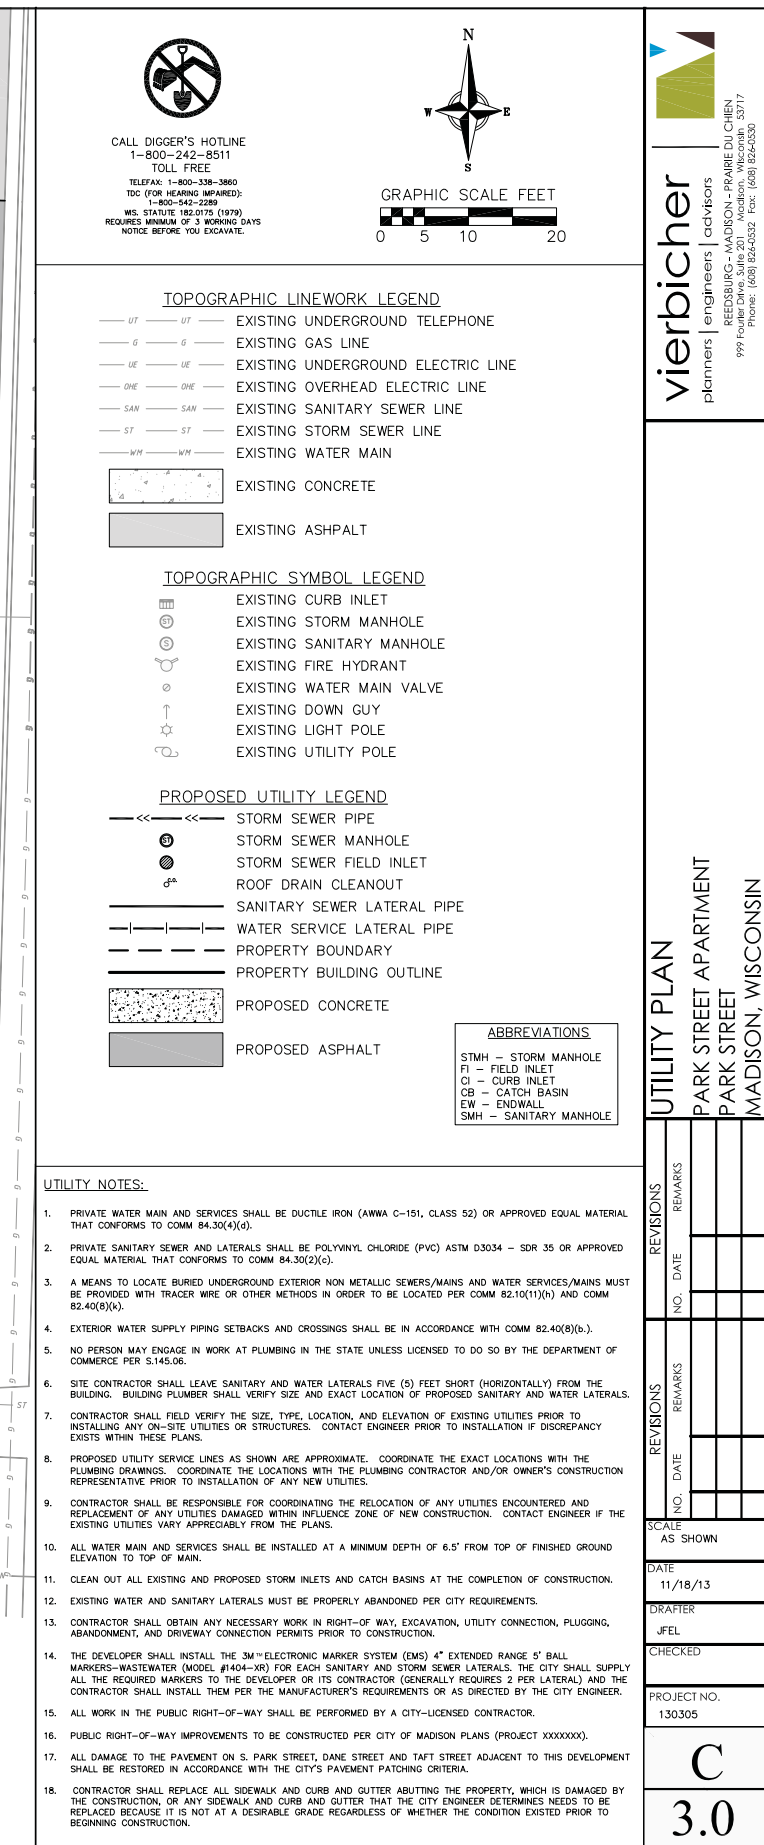 CALL DIGGER'S HOTLINE
1-800-242-8511
TOLL FREE
TELEFAX: 1-800-338-3860
TDC (FOR HEARING IMPAIRED):
1-800-542-2289
WS. STATUTE 182.0175 (1979)
REQUIRES MINIMUM OF 3 WORKING DAYS
NOTICE BEFORE YOU EXCAVATE.
N
W E
S
GRAPHIC SCALE FEET
0 5 10 20
TOPOGRAPHIC LINEWORK LEGEND
UT UT EXISTING UNDERGROUND TELEPHONE
G G EXISTING GAS LINE
UE UE EXISTING UNDERGROUND ELECTRIC LINE
OHE OHE EXISTING OVERHEAD ELECTRIC LINE
SAN SAN EXISTING SANITARY SEWER LINE
ST ST EXISTING STORM SEWER LINE
WM WM EXISTING WATER MAIN
EXISTING CONCRETE
EXISTING ASHPALT
TOPOGRAPHIC SYMBOL LEGEND
EXISTING CURB INLET
ST EXISTING STORM MANHOLE
S EXISTING SANITARY MANHOLE
EXISTING FIRE HYDRANT
EXISTING WATER MAIN VALVE
EXISTING DOWN GUY
EXISTING LIGHT POLE
EXISTING UTILITY POLE
PROPOSED UTILITY LEGEND
<< << STORM SEWER PIPE
ST STORM SEWER MANHOLE
STORM SEWER FIELD INLET
C.O. ROOF DRAIN CLEANOUT
SANITARY SEWER LATERAL PIPE
WATER SERVICE LATERAL PIPE
PROPERTY BOUNDARY
PROPERTY BUILDING OUTLINE
PROPOSED CONCRETE
PROPOSED ASPHALT
ABBREVIATIONS
STMH - STORM MANHOLE
FI - FIELD INLET
CI - CURB INLET
CB - CATCH BASIN
EW - ENDWALL
SMH - SANITARY MANHOLE
UTILITY NOTES:
1. PRIVATE WATER MAIN AND SERVICES SHALL BE DUCTILE IRON (AWWA C-151, CLASS 52) OR APPROVED EQUAL MATERIAL
THAT CONFORMS TO COMM 84.30(4)(d).
2. PRIVATE SANITARY SEWER AND LATERALS SHALL BE POLYVINYL CHLORIDE (PVC) ASTM D3034 - SDR 35 OR APPROVED
EQUAL MATERIAL THAT CONFORMS TO COMM 84.30(2)(c).
3. A MEANS TO LOCATE BURIED UNDERGROUND EXTERIOR NON METALLIC SEWERS/MAINS AND WATER SERVICES/MAINS MUST
BE PROVIDED WITH TRACER WIRE OR OTHER METHODS IN ORDER TO BE LOCATED PER COMM 82.10(11)(h) AND COMM
82.40(8)(k).
4. EXTERIOR WATER SUPPLY PIPING SETBACKS AND CROSSINGS SHALL BE IN ACCORDANCE WITH COMM 82.40(8)(b.).
5. NO PERSON MAY ENGAGE IN WORK AT PLUMBING IN THE STATE UNLESS LICENSED TO DO SO BY THE DEPARTMENT OF
COMMERCE PER S.145.06.
6. SITE CONTRACTOR SHALL LEAVE SANITARY AND WATER LATERALS FIVE (5) FEET SHORT (HORIZONTALLY) FROM THE
BUILDING. BUILDING PLUMBER SHALL VERIFY SIZE AND EXACT LOCATION OF PROPOSED SANITARY AND WATER LATERALS.
7. CONTRACTOR SHALL FIELD VERIFY THE SIZE, TYPE, LOCATION, AND ELEVATION OF EXISTING UTILITIES PRIOR TO
INSTALLING ANY ON-SITE UTILITIES OR STRUCTURES. CONTACT ENGINEER PRIOR TO INSTALLATION IF DISCREPANCY
EXISTS WITHIN THESE PLANS.
8. PROPOSED UTILITY SERVICE LINES AS SHOWN ARE APPROXIMATE. COORDINATE THE EXACT LOCATIONS WITH THE
PLUMBING DRAWINGS. COORDINATE THE LOCATIONS WITH THE PLUMBING CONTRACTOR AND/OR OWNER'S CONSTRUCTION
REPRESENTATIVE PRIOR TO INSTALLATION OF ANY NEW UTILITIES.
9. CONTRACTOR SHALL BE RESPONSIBLE FOR COORDINATING THE RELOCATION OF ANY UTILITIES ENCOUNTERED AND
REPLACEMENT OF ANY UTILITIES DAMAGED WITHIN INFLUENCE ZONE OF NEW CONSTRUCTION. CONTACT ENGINEER IF THE
EXISTING UTILITIES VARY APPRECIABLY FROM THE PLANS.
10. ALL WATER MAIN AND SERVICES SHALL BE INSTALLED AT A MINIMUM DEPTH OF 6.5' FROM TOP OF FINISHED GROUND
ELEVATION TO TOP OF MAIN.
11. CLEAN OUT ALL EXISTING AND PROPOSED STORM INLETS AND CATCH BASINS AT THE COMPLETION OF CONSTRUCTION.
12. EXISTING WATER AND SANITARY LATERALS MUST BE PROPERLY ABANDONED PER CITY REQUIREMENTS.
13. CONTRACTOR SHALL OBTAIN ANY NECESSARY WORK IN RIGHT-OF WAY, EXCAVATION, UTILITY CONNECTION, PLUGGING,
ABANDONMENT, AND DRIVEWAY CONNECTION PERMITS PRIOR TO CONSTRUCTION.
14. THE DEVELOPER SHALL INSTALL THE 3M™ ELECTRONIC MARKER SYSTEM (EMS) 4" EXTENDED RANGE 5' BALL
MARKERS-WASTEWATER (MODEL #1404-XR) FOR EACH SANITARY AND STORM SEWER LATERALS. THE CITY SHALL SUPPLY
ALL THE REQUIRED MARKERS TO THE DEVELOPER OR ITS CONTRACTOR (GENERALLY REQUIRES 2 PER LATERAL) AND THE
CONTRACTOR SHALL INSTALL THEM PER THE MANUFACTURER'S REQUIREMENTS OR AS DIRECTED BY THE CITY ENGINEER.
15. ALL WORK IN THE PUBLIC RIGHT-OF-WAY SHALL BE PERFORMED BY A CITY-LICENSED CONTRACTOR.
16. PUBLIC RIGHT-OF-WAY IMPROVEMENTS TO BE CONSTRUCTED PER CITY OF MADISON PLANS (PROJECT XXXXXXX).
17. ALL DAMAGE TO THE PAVEMENT ON S. PARK STREET, DANE STREET AND TAFT STREET ADJACENT TO THIS DEVELOPMENT
SHALL BE RESTORED IN ACCORDANCE WITH THE CITY'S PAVEMENT PATCHING CRITERIA.
18. CONTRACTOR SHALL REPLACE ALL SIDEWALK AND CURB AND GUTTER ABUTTING THE PROPERTY, WHICH IS DAMAGED BY
THE CONSTRUCTION, OR ANY SIDEWALK AND CURB AND GUTTER THAT THE CITY ENGINEER DETERMINES NEEDS TO BE
REPLACED BECAUSE IT IS NOT AT A DESIRABLE GRADE REGARDLESS OF WHETHER THE CONDITION EXISTED PRIOR TO
BEGINNING CONSTRUCTION.
vierbicher
planners | engineers | advisors
REEDSBURG - MADISON - PRAIRIE DU CHIEN
999 Fourier Drive, Suite 201 Madison, Wisconsin 53717
Phone: (608) 826-0532 Fax: (608) 826-0530
UTILITY PLAN
PARK STREET APARTMENT
PARK STREET
MADISON, WISCONSIN
REVISIONS
NO. DATE REMARKS
REVISIONS
NO. DATE REMARKS
SCALE
AS SHOWN
DATE
11/18/13
DRAFTER
JFEL
CHECKED
PROJECT NO.
130305
C
3.0
ST